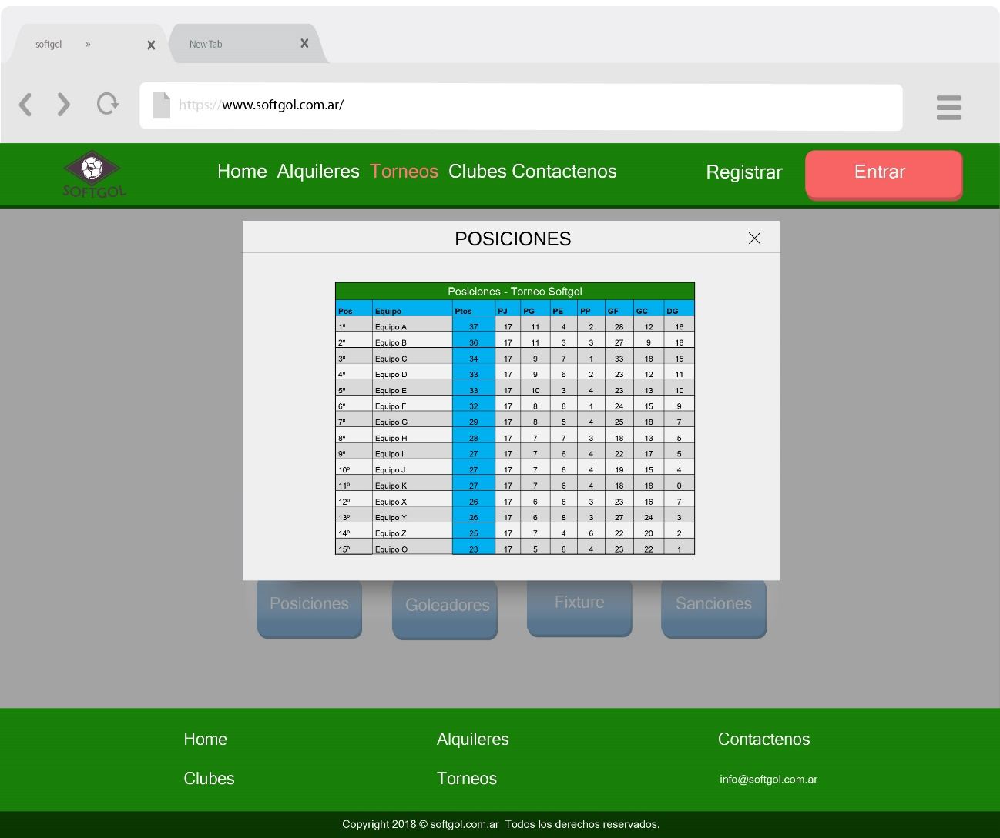 softgol » x New Tab x
https://www.softgol.com.ar/
SOFTGOL Home Alquileres Torneos Clubes Contactenos Registrar Entrar
POSICIONES
Posiciones - Torneo Softgol
Pos Equipo Ptos PJ PG PE PP GF GC DG
1º Equipo A 37 17 11 4 2 28 12 16
2º Equipo B 36 17 11 3 3 27 9 18
3º Equipo C 34 17 9 7 1 33 18 15
4º Equipo D 33 17 9 6 2 23 12 11
5º Equipo E 33 17 10 3 4 23 13 10
6º Equipo F 32 17 8 8 1 24 15 9
7º Equipo G 29 17 8 5 4 25 18 7
8º Equipo H 28 17 7 7 3 18 13 5
9º Equipo I 27 17 7 6 4 22 17 5
10º Equipo J 27 17 7 6 4 19 15 4
11º Equipo K 27 17 7 6 4 18 18 0
12º Equipo X 26 17 6 8 3 23 16 7
13º Equipo Y 26 17 6 8 3 27 24 3
14º Equipo Z 25 17 7 4 6 22 20 2
15º Equipo O 23 17 5 8 4 23 22 1
Posiciones Goleadores Fixture Sanciones
Home Alquileres Contactenos
Clubes Torneos info@softgol.com.ar
Copyright 2018 © softgol.com.ar Todos los derechos reservados.